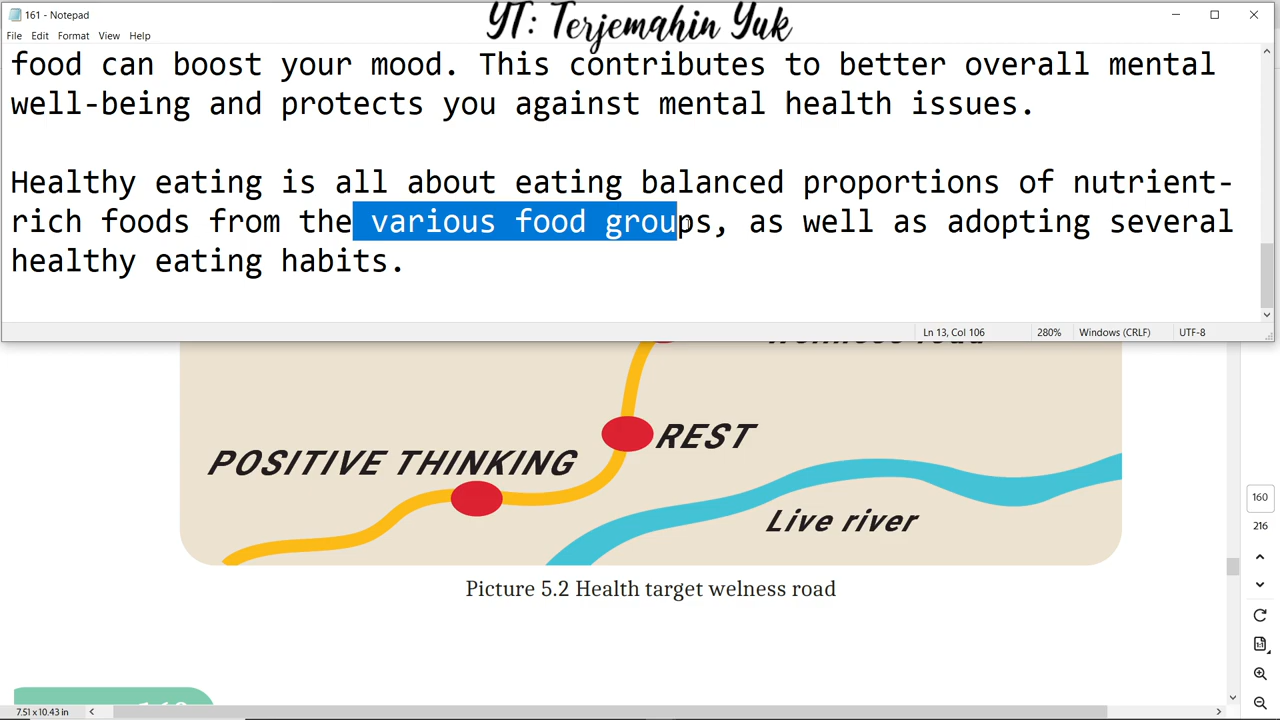 161 - Notepad
YT: Terjemahin Yuk
File Edit Format View Help
food can boost your mood. This contributes to better overall mental
well-being and protects you against mental health issues.
Healthy eating is all about eating balanced proportions of nutrient-
rich foods from the various food groups, as well as adopting several
healthy eating habits.
Ln 13, Col 106 280% Windows (CRLF) UTF-8
REST
POSITIVE THINKING
Live river
160
216
Picture 5.2 Health target welness road
7.51 x 10.43 in